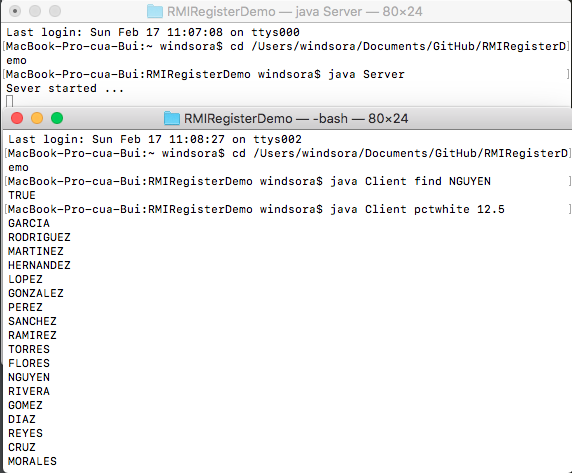 RMIRegisterDemo — java Server — 80×24
Last login: Sun Feb 17 11:07:08 on ttys000
[MacBook-Pro-cua-Bui:~ windsora$ cd /Users/windsora/Documents/GitHub/RMIRegisterD]
emo
[MacBook-Pro-cua-Bui:RMIRegisterDemo windsora$ java Server ]
Sever started ...
RMIRegisterDemo — -bash — 80×24
Last login: Sun Feb 17 11:08:27 on ttys002
[MacBook-Pro-cua-Bui:~ windsora$ cd /Users/windsora/Documents/GitHub/RMIRegisterD]
emo
[MacBook-Pro-cua-Bui:RMIRegisterDemo windsora$ java Client find NGUYEN ]
TRUE
[MacBook-Pro-cua-Bui:RMIRegisterDemo windsora$ java Client pctwhite 12.5 ]
GARCIA
RODRIGUEZ
MARTINEZ
HERNANDEZ
LOPEZ
GONZALEZ
PEREZ
SANCHEZ
RAMIREZ
TORRES
FLORES
NGUYEN
RIVERA
GOMEZ
DIAZ
REYES
CRUZ
MORALES